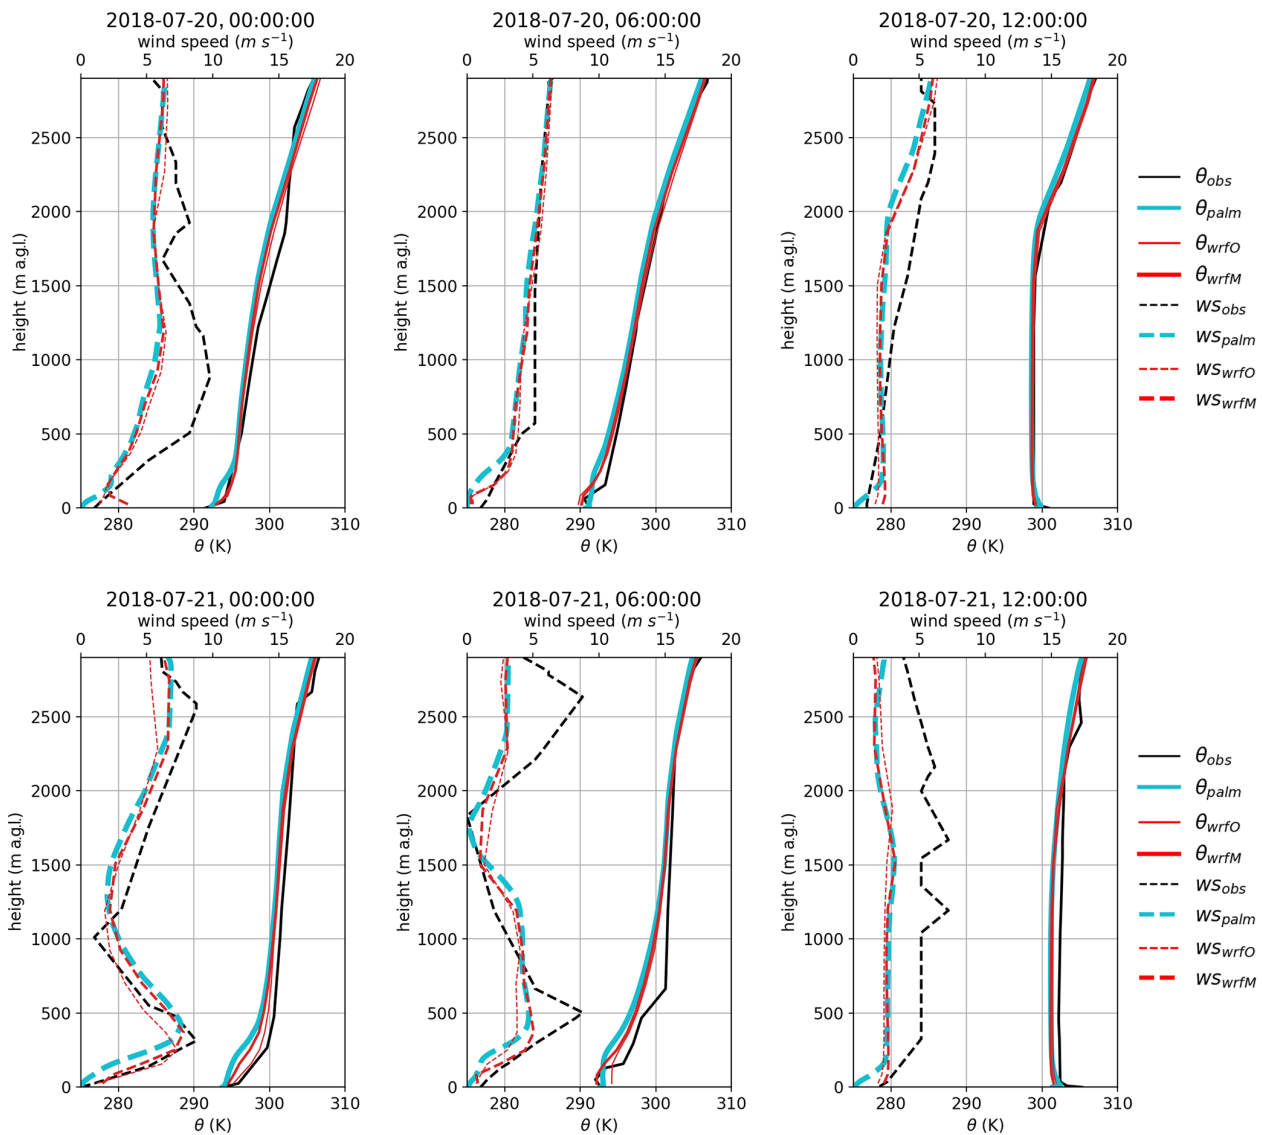 2018-07-20, 00:00:00 2018-07-20, 06:00:00 2018-07-20, 12:00:00
wind speed (m s⁻¹) wind speed (m s⁻¹) wind speed (m s⁻¹)
0 5 10 15 20 0 5 10 15 20 0 5 10 15 20
2500 2500 2500
2000 2000 2000
1500 1500 1500
1000 1000 1000
500 500 500
0 0 0
height (m a.g.l.) height (m a.g.l.) height (m a.g.l.)
280 290 300 310 280 290 300 310 280 290 300 310
θ (K) θ (K) θ (K)
θobs
θpalm
θwrfO
θwrfM
wsobs
wspalm
wswrfO
wswrfM
2018-07-21, 00:00:00 2018-07-21, 06:00:00 2018-07-21, 12:00:00
wind speed (m s⁻¹) wind speed (m s⁻¹) wind speed (m s⁻¹)
0 5 10 15 20 0 5 10 15 20 0 5 10 15 20
2500 2500 2500
2000 2000 2000
1500 1500 1500
1000 1000 1000
500 500 500
0 0 0
height (m a.g.l.) height (m a.g.l.) height (m a.g.l.)
280 290 300 310 280 290 300 310 280 290 300 310
θ (K) θ (K) θ (K)
θobs
θpalm
θwrfO
θwrfM
wsobs
wspalm
wswrfO
wswrfM